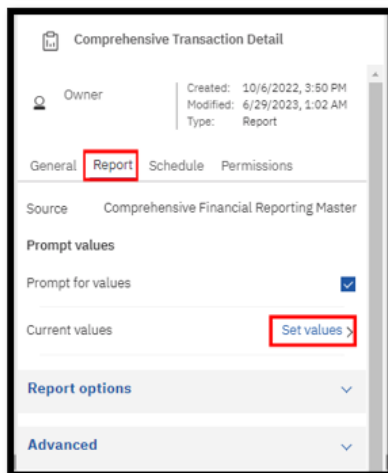 Comprehensive Transaction Detail
Owner
Created: 10/6/2022, 3:50 PM
Modified: 6/29/2023, 1:02 AM
Type: Report
General Report Schedule Permissions
Source Comprehensive Financial Reporting Master
Prompt values
Prompt for values
Current values Set values
Report options
Advanced